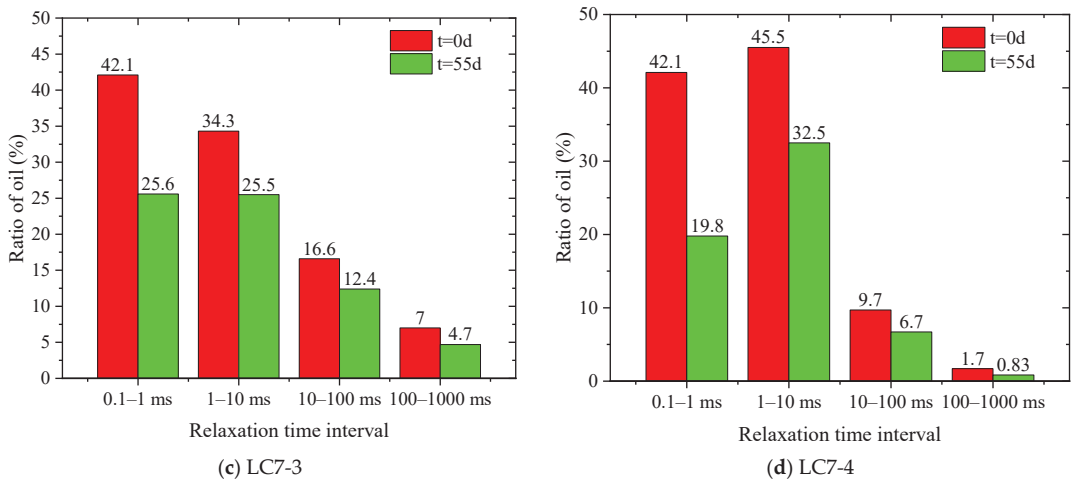 50
45
40
35
30
25
20
15
10
5
0
Ratio of oil (%)
t=0d
t=55d
42.1
25.6
34.3
25.5
16.6
12.4
7
4.7
0.1–1 ms
1–10 ms
10–100 ms
100–1000 ms
Relaxation time interval
(c) LC7-3
50
40
30
20
10
0
Ratio of oil (%)
t=0d
t=55d
42.1
19.8
45.5
32.5
9.7
6.7
1.7
0.83
0.1–1 ms
1–10 ms
10–100 ms
100–1000 ms
Relaxation time interval
(d) LC7-4